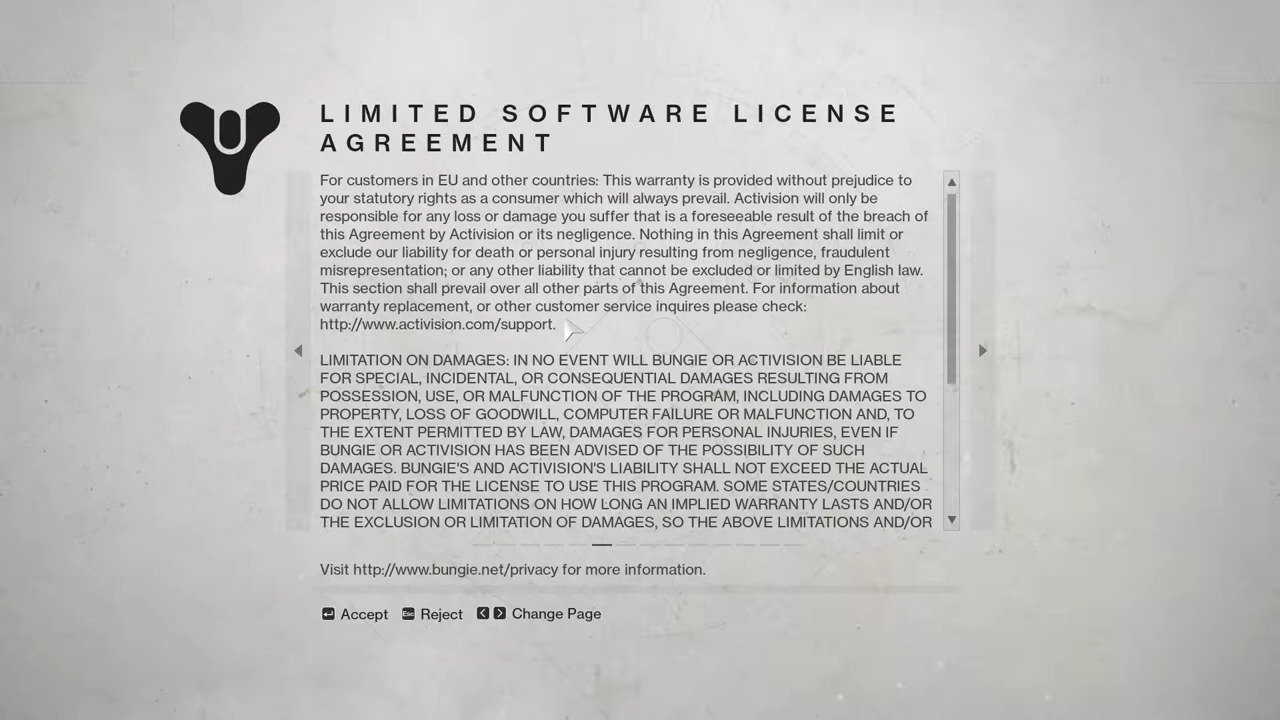 LIMITED SOFTWARE LICENSE
AGREEMENT
For customers in EU and other countries: This warranty is provided without prejudice to
your statutory rights as a consumer which will always prevail. Activision will only be
responsible for any loss or damage you suffer that is a foreseeable result of the breach of
this Agreement by Activision or its negligence. Nothing in this Agreement shall limit or
exclude our liability for death or personal injury resulting from negligence, fraudulent
misrepresentation; or any other liability that cannot be excluded or limited by English law.
This section shall prevail over all other parts of this Agreement. For information about
warranty replacement, or other customer service inquires please check:
http://www.activision.com/support.
LIMITATION ON DAMAGES: IN NO EVENT WILL BUNGIE OR ACTIVISION BE LIABLE
FOR SPECIAL, INCIDENTAL, OR CONSEQUENTIAL DAMAGES RESULTING FROM
POSSESSION, USE, OR MALFUNCTION OF THE PROGRAM, INCLUDING DAMAGES TO
PROPERTY, LOSS OF GOODWILL, COMPUTER FAILURE OR MALFUNCTION AND, TO
THE EXTENT PERMITTED BY LAW, DAMAGES FOR PERSONAL INJURIES, EVEN IF
BUNGIE OR ACTIVISION HAS BEEN ADVISED OF THE POSSIBILITY OF SUCH
DAMAGES. BUNGIE'S AND ACTIVISION'S LIABILITY SHALL NOT EXCEED THE ACTUAL
PRICE PAID FOR THE LICENSE TO USE THIS PROGRAM. SOME STATES/COUNTRIES
DO NOT ALLOW LIMITATIONS ON HOW LONG AN IMPLIED WARRANTY LASTS AND/OR
THE EXCLUSION OR LIMITATION OF DAMAGES, SO THE ABOVE LIMITATIONS AND/OR
Visit http://www.bungie.net/privacy for more information.
Accept Esc Reject Change Page